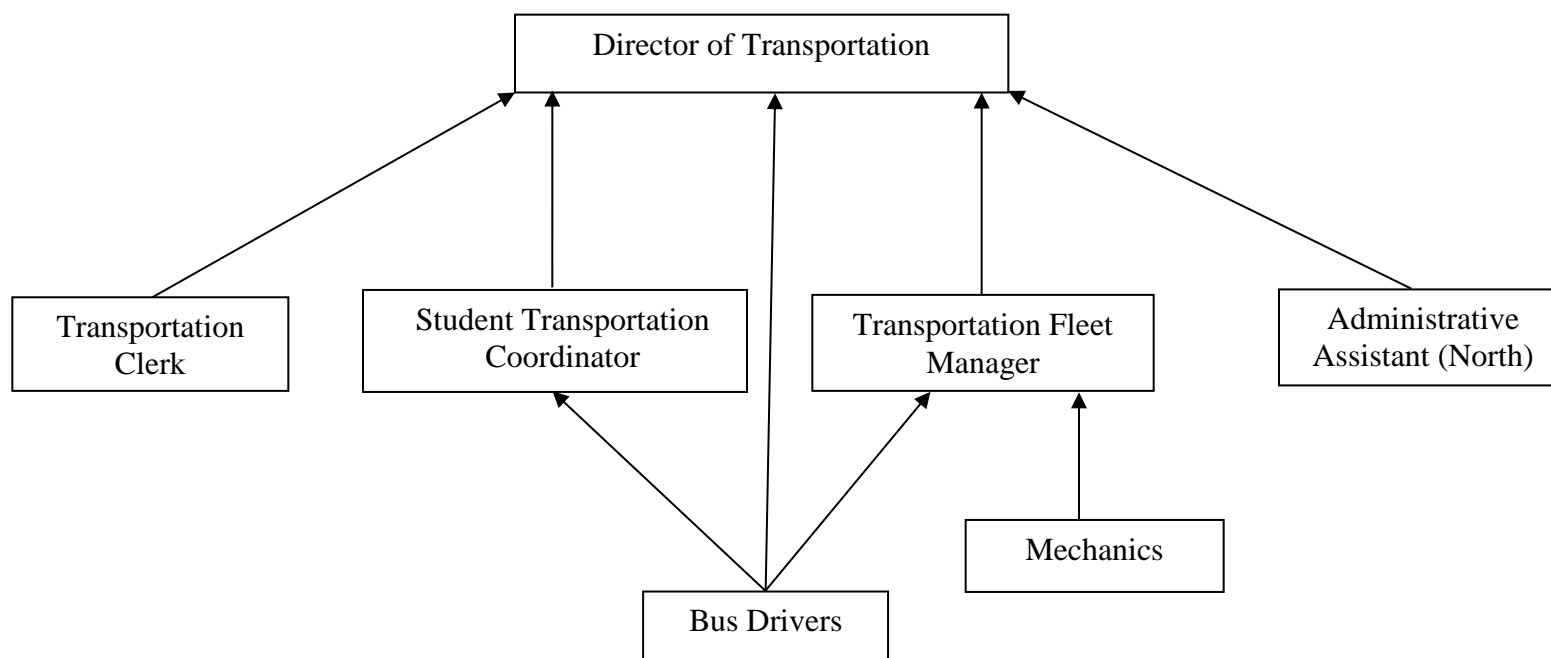 Director of Transportation
Transportation
Clerk
Student Transportation
Coordinator
Transportation Fleet
Manager
Administrative
Assistant (North)
Mechanics
Bus Drivers